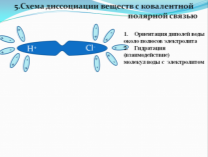 5.Схема диссоциации веществ с ковалентной
полярной связью
1. Ориентация диполей воды
около полюсов электролита
2. Гидратация
(взаимодействие)
молекул воды с электролитом
H+
Cl